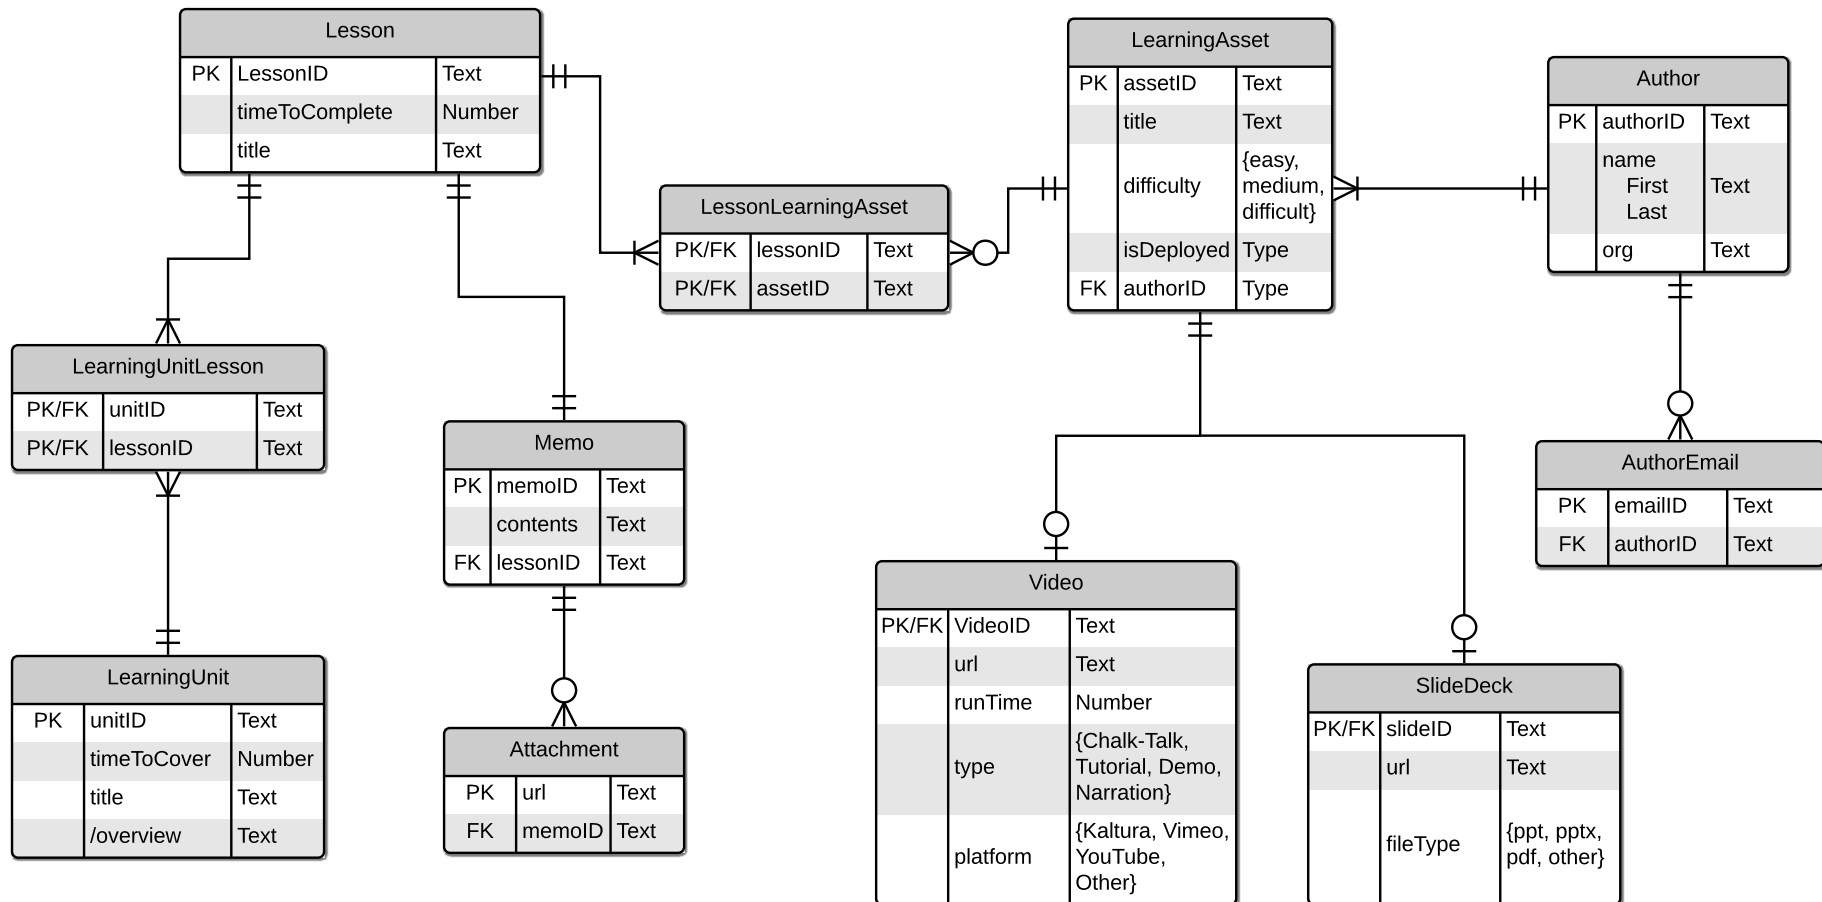 Lesson
PK LessonID Text
timeToComplete Number
title Text
LearningAsset
PK assetID Text
title Text
difficulty {easy,
medium,
difficult}
isDeployed Type
FK authorID Type
Author
PK authorID Text
name Text
First
Last
org Text
LessonLearningAsset
PK/FK lessonID Text
PK/FK assetID Text
LearningUnitLesson
PK/FK unitID Text
PK/FK lessonID Text
Memo
PK memoID Text
contents Text
FK lessonID Text
AuthorEmail
PK emailID Text
FK authorID Text
Video
PK/FK VideoID Text
url Text
runTime Number
type {Chalk-Talk,
Tutorial, Demo,
Narration}
platform {Kaltura, Vimeo,
YouTube,
Other}
SlideDeck
PK/FK slideID Text
url Text
fileType {ppt, pptx,
pdf, other}
LearningUnit
PK unitID Text
timeToCover Number
title Text
/overview Text
Attachment
PK url Text
FK memoID Text